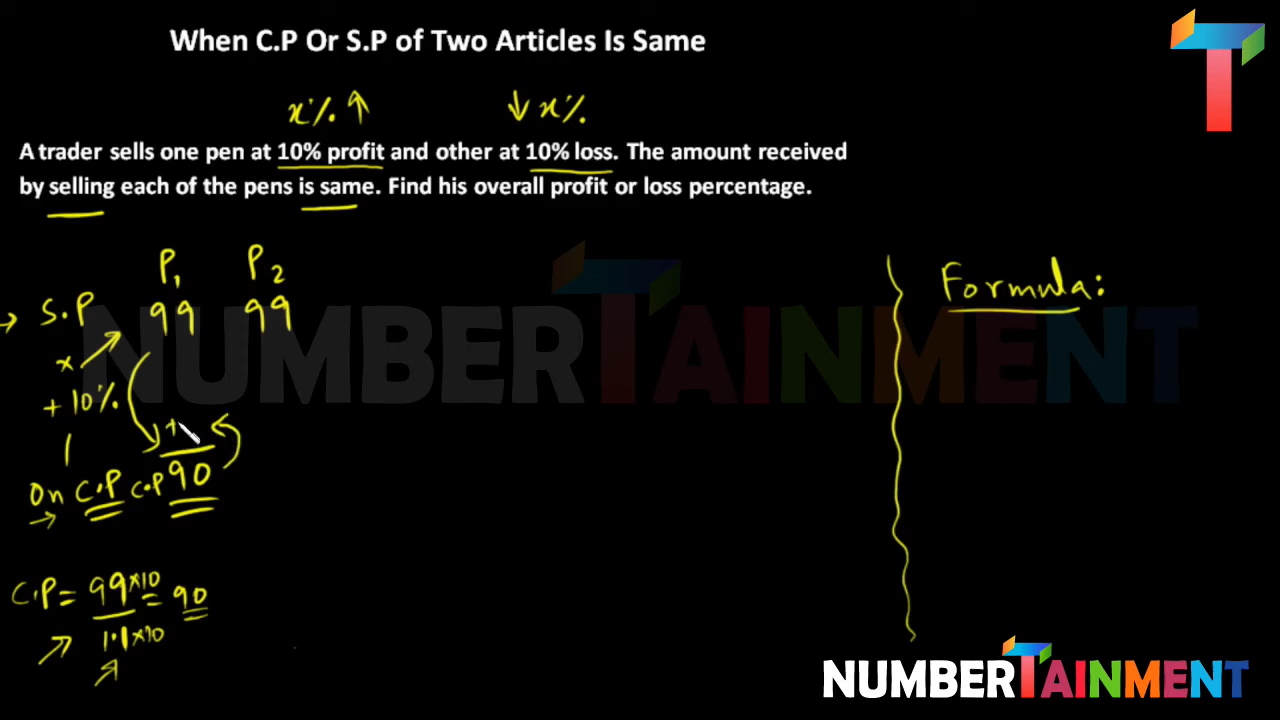 When C.P Or S.P of Two Articles Is Same
x% ↑ ↓ x%
A trader sells one pen at 10% profit and other at 10% loss. The amount received
by selling each of the pens is same. Find his overall profit or loss percentage.
P1 P2
→ S.P 99 99
Formula:
x
+ 10%
+
On C.P C.P 90
C.P = 99×10 = 90
1.1×10
NUMBERTAINMENT
T
NUMBERTAINMENT